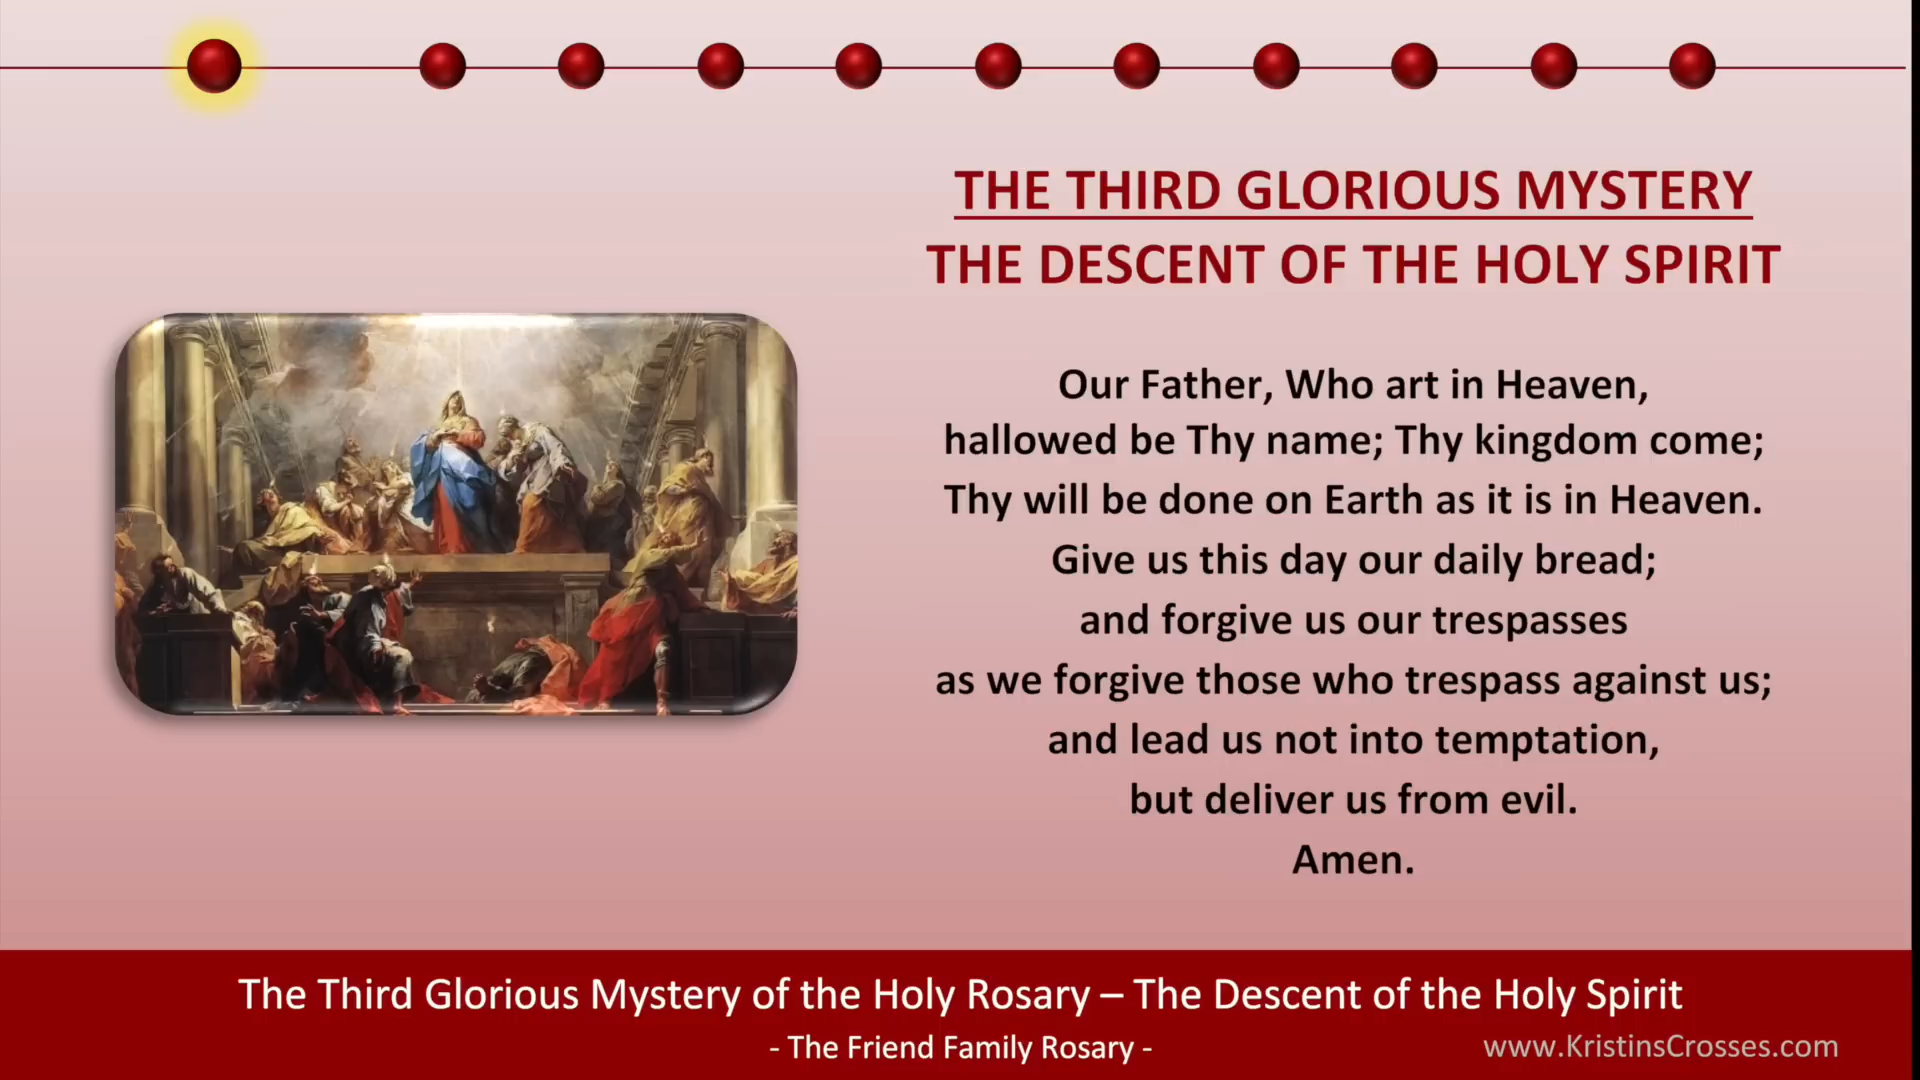 THE THIRD GLORIOUS MYSTERY
THE DESCENT OF THE HOLY SPIRIT
Our Father, Who art in Heaven,
hallowed be Thy name; Thy kingdom come;
Thy will be done on Earth as it is in Heaven.
Give us this day our daily bread;
and forgive us our trespasses
as we forgive those who trespass against us;
and lead us not into temptation,
but deliver us from evil.
Amen.
The Third Glorious Mystery of the Holy Rosary – The Descent of the Holy Spirit
- The Friend Family Rosary -
www.KristinsCrosses.com